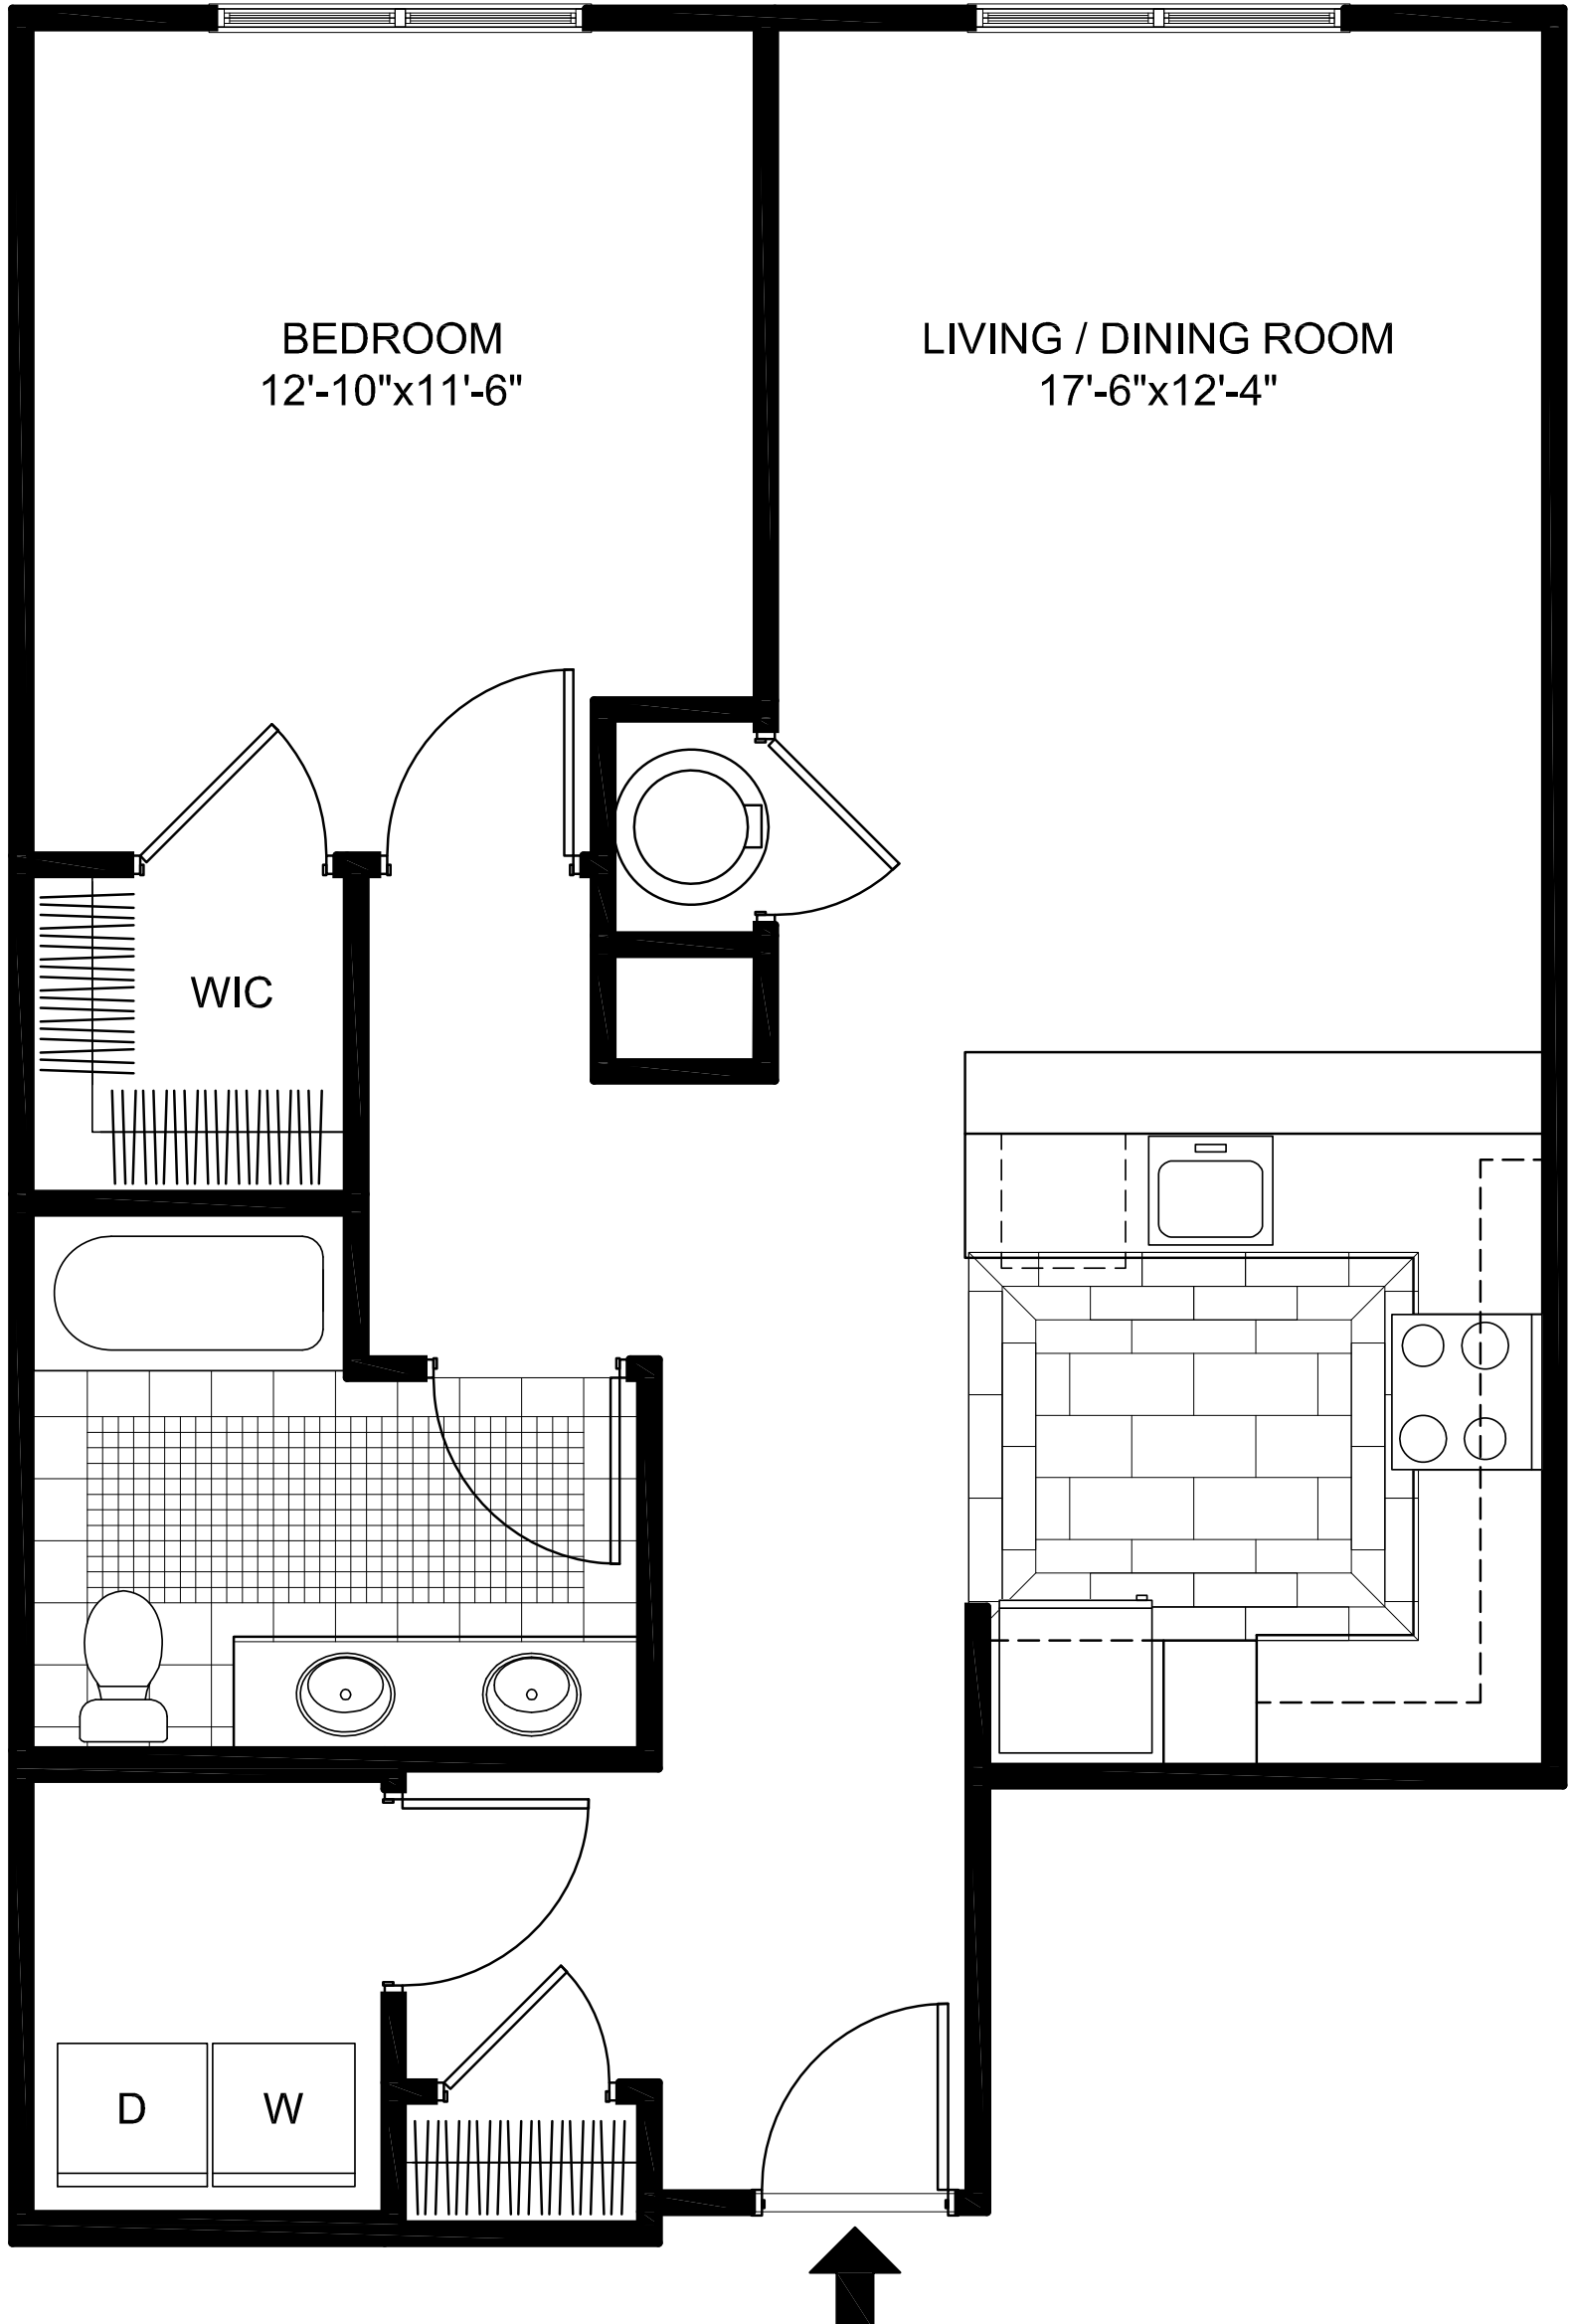 BEDROOM
12'-10"x11'-6"
LIVING / DINING ROOM
17'-6"x12'-4"
WIC
D
W